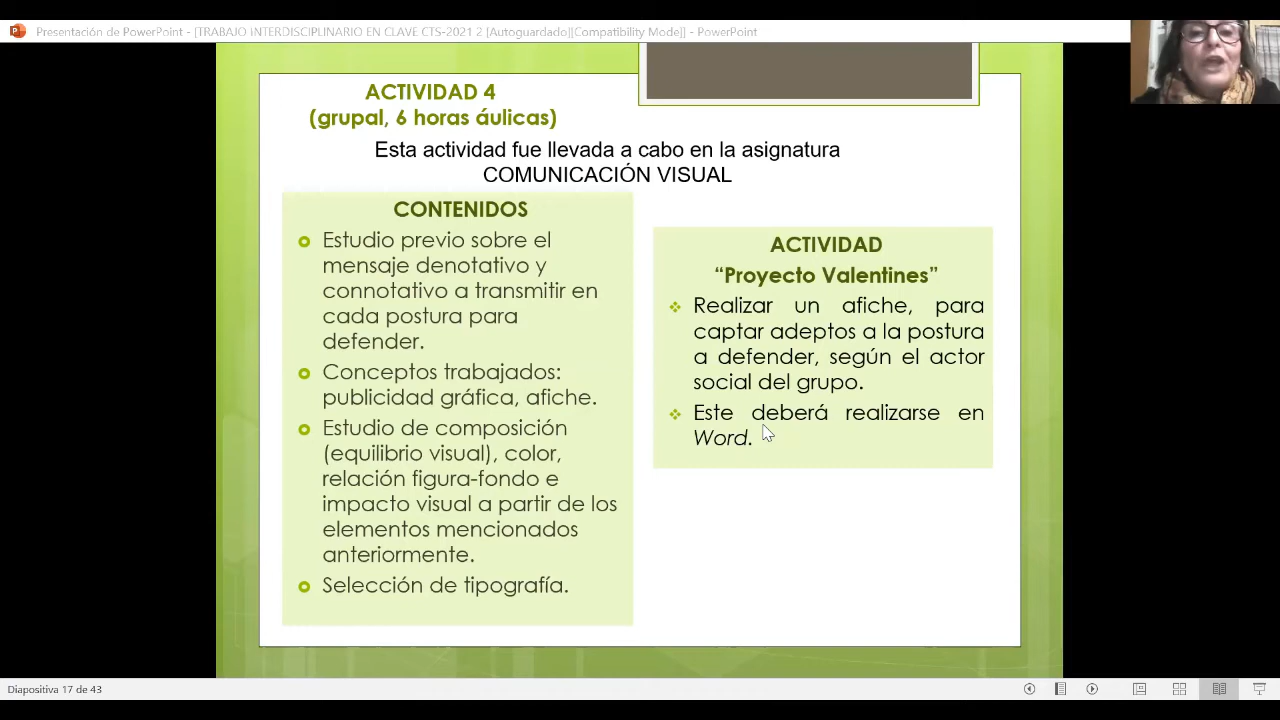 Presentación de PowerPoint - [TRABAJO INTERDISCIPLINARIO EN CLAVE CTS-2021 2 [Autoguardado][Compatibility Mode]] - PowerPoint
ACTIVIDAD 4
(grupal, 6 horas áulicas)
Esta actividad fue llevada a cabo en la asignatura
COMUNICACIÓN VISUAL
CONTENIDOS
Estudio previo sobre el
mensaje denotativo y
connotativo a transmitir en
cada postura para
defender.
Conceptos trabajados:
publicidad gráfica, afiche.
Estudio de composición
(equilibrio visual), color,
relación figura-fondo e
impacto visual a partir de los
elementos mencionados
anteriormente.
Selección de tipografía.
ACTIVIDAD
“Proyecto Valentines”
Realizar un afiche, para
captar adeptos a la postura
a defender, según el actor
social del grupo.
Este deberá realizarse en
Word.
Diapositiva 17 de 43